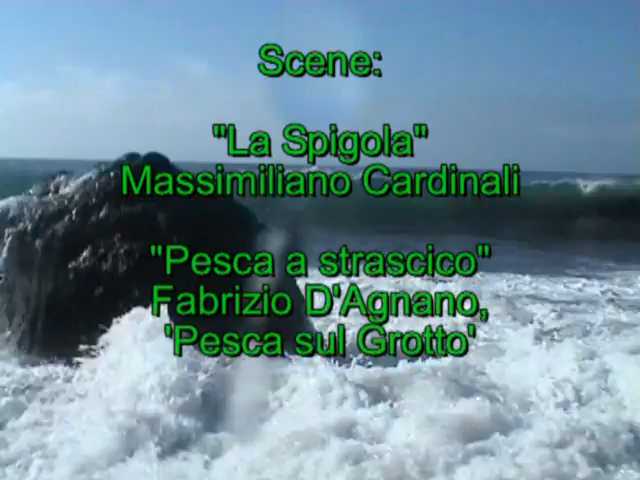 Scene:
"La Spigola"
Massimiliano Cardinali
"Pesca a strascico"
Fabrizio D'Agnano,
'Pesca sul Grotto'